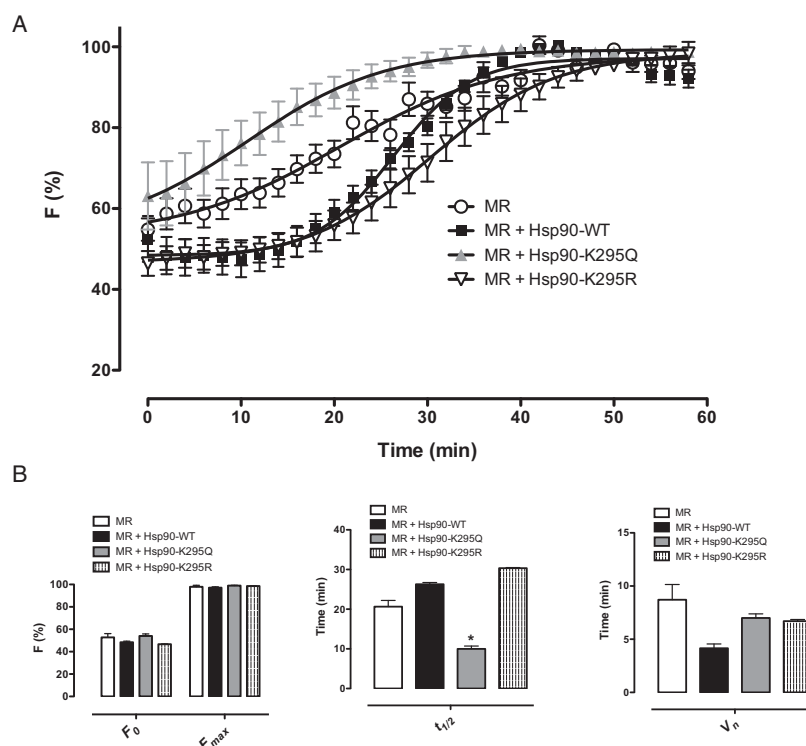 A
100
80
60
40
20
F (%)
0
10
20
30
40
50
60
Time (min)
MR
MR + Hsp90-WT
MR + Hsp90-K295Q
MR + Hsp90-K295R
B
MR
MR + Hsp90-WT
MR + Hsp90-K295Q
MR + Hsp90-K295R
100
80
60
40
20
0
F (%)
F0
Fmax
MR
MR + Hsp90-WT
MR + Hsp90-K295Q
MR + Hsp90-K295R
30
20
10
0
Time (min)
*
t1/2
MR
MR + Hsp90-WT
MR + Hsp90-K295Q
MR + Hsp90-K295R
15
10
5
0
Time (min)
Vn